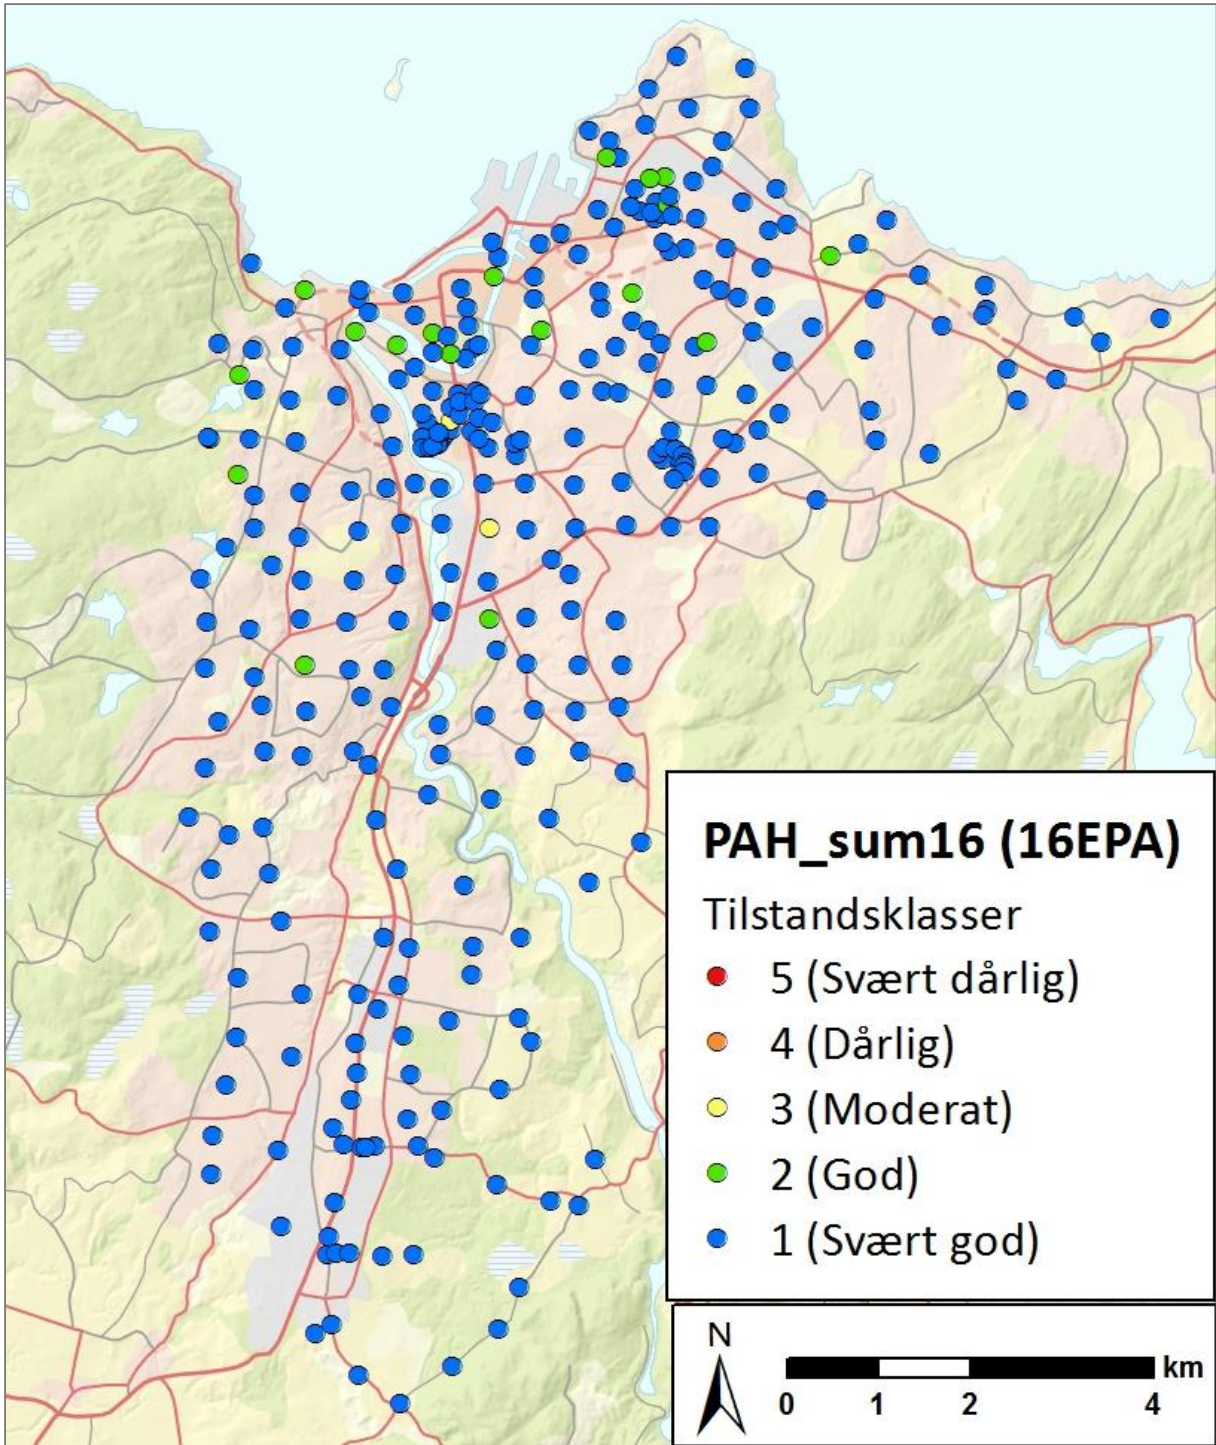 PAH_sum16 (16EPA)
Tilstandsklasser
5 (Svært dårlig)
4 (Dårlig)
3 (Moderat)
2 (God)
1 (Svært god)
N
km
0 1 2 4